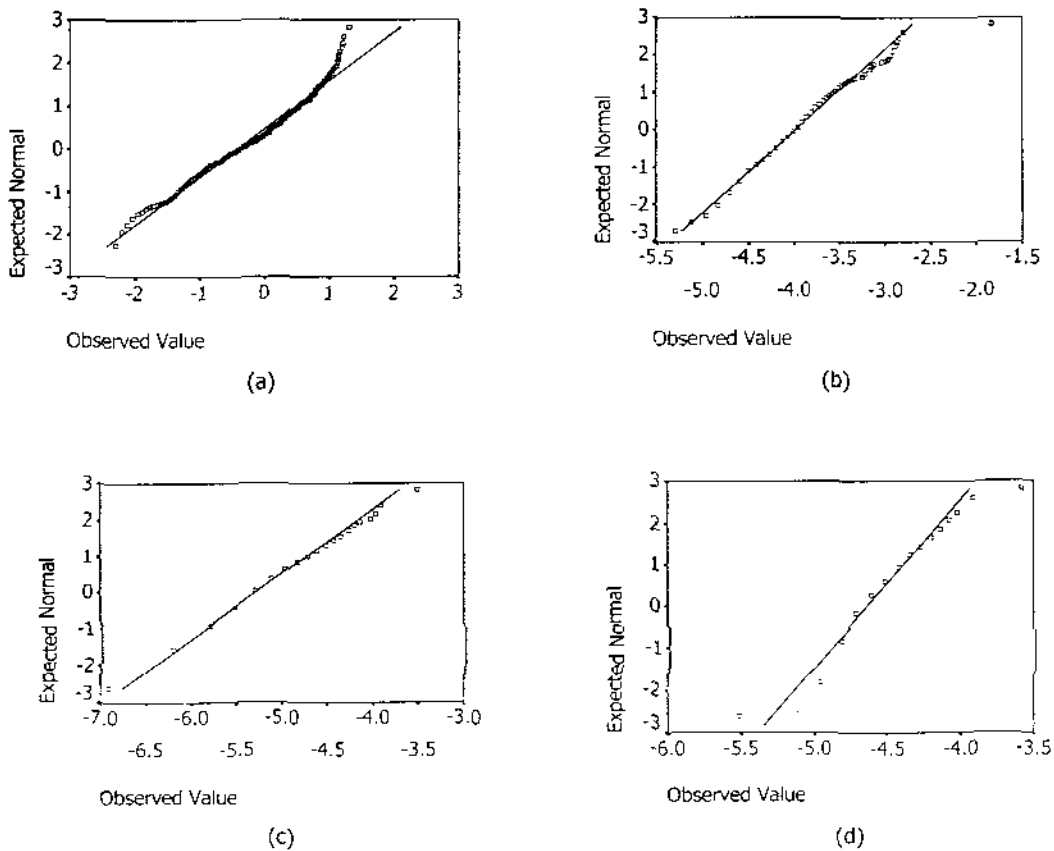 3
2
1
0
-1
-2
3
Expected Normal
-3 -2 -1 0 1 2 3
Observed Value
(a)
3
2
1
0
-1
-2
-3
Expected Normal
-5.5 -4.5 -3.5 -2.5 -1.5
-5.0 -4.0 -3.0 -2.0
Observed Value
(b)
3
2
1
0
-1
-2
-3
Expected Normal
-7.0 -6.0 -5.0 -4.0 -3.0
-6.5 -5.5 -4.5 -3.5
Observed Value
(c)
3
2
1
0
-1
-2
-3
Expected Normal
-6.0 -5.5 -5.0 -4.5 -4.0 -3.5
Observed Value
(d)